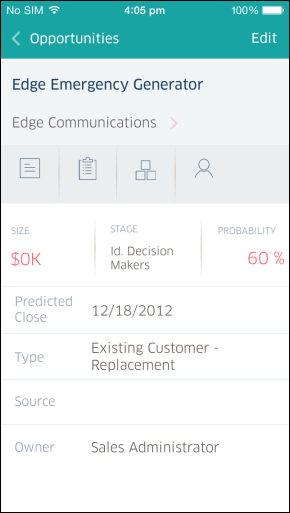 No SIM 4:05 pm 100%
Opportunities Edit
Edge Emergency Generator
Edge Communications
SIZE STAGE PROBABILITY
$0K Id. Decision Makers 60 %
Predicted Close 12/18/2012
Type Existing Customer - Replacement
Source
Owner Sales Administrator